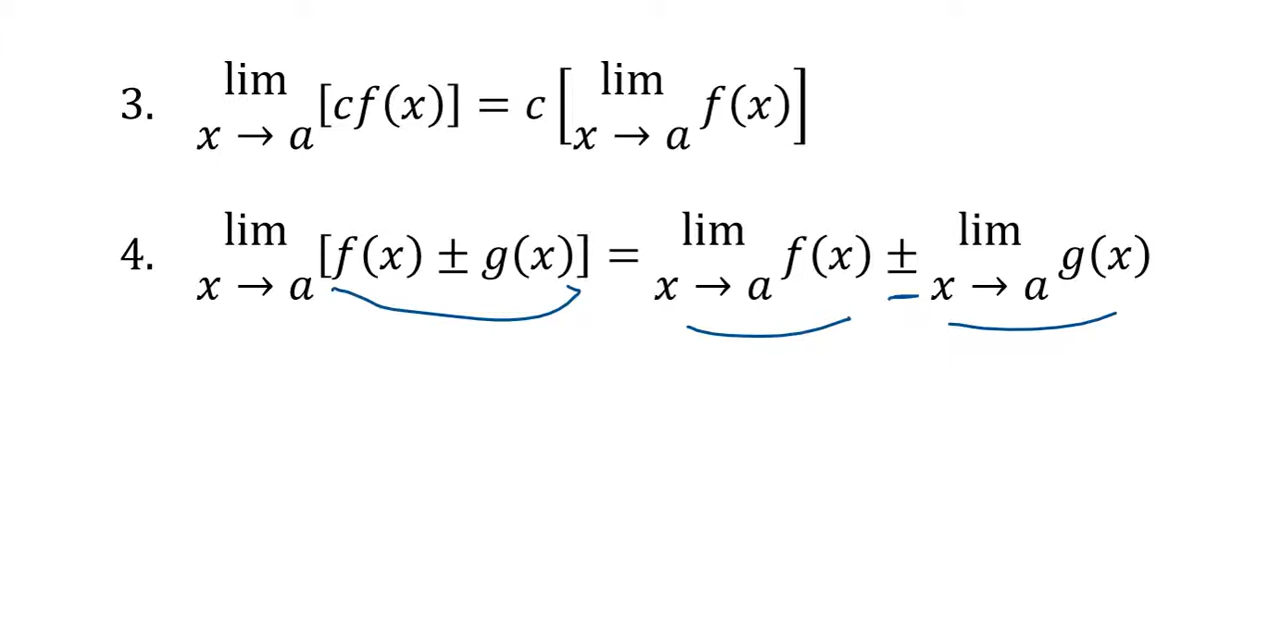 3. lim x → a [cf(x)] = c [lim x → a f(x)]
4. lim x → a [f(x) ± g(x)] = lim x → a f(x) ± lim x → a g(x)